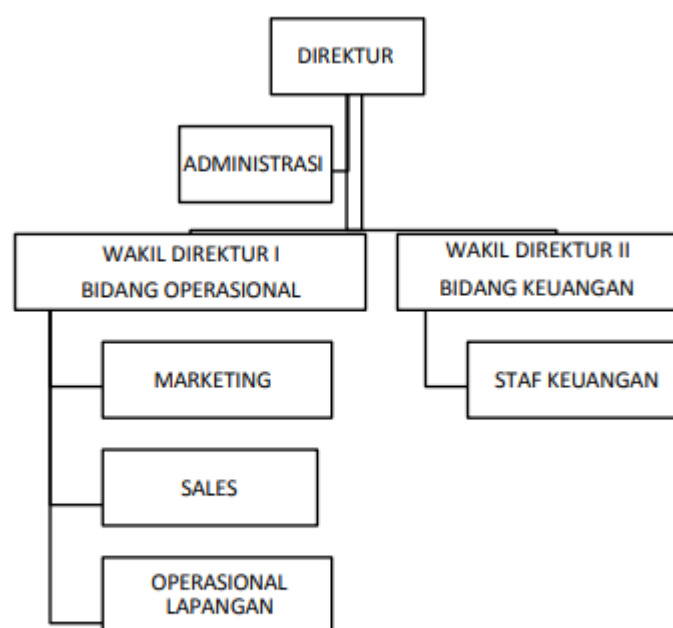 DIREKTUR
ADMINISTRASI
WAKIL DIREKTUR I
BIDANG OPERASIONAL
WAKIL DIREKTUR II
BIDANG KEUANGAN
MARKETING
STAF KEUANGAN
SALES
OPERASIONAL
LAPANGAN